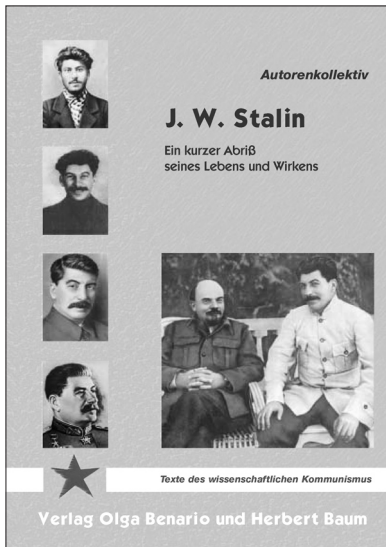 Autorenkollektiv
J. W. Stalin
Ein kurzer Abriß
seines Lebens und Wirkens
Texte des wissenschaftlichen Kommunismus
Verlag Olga Benario und Herbert Baum